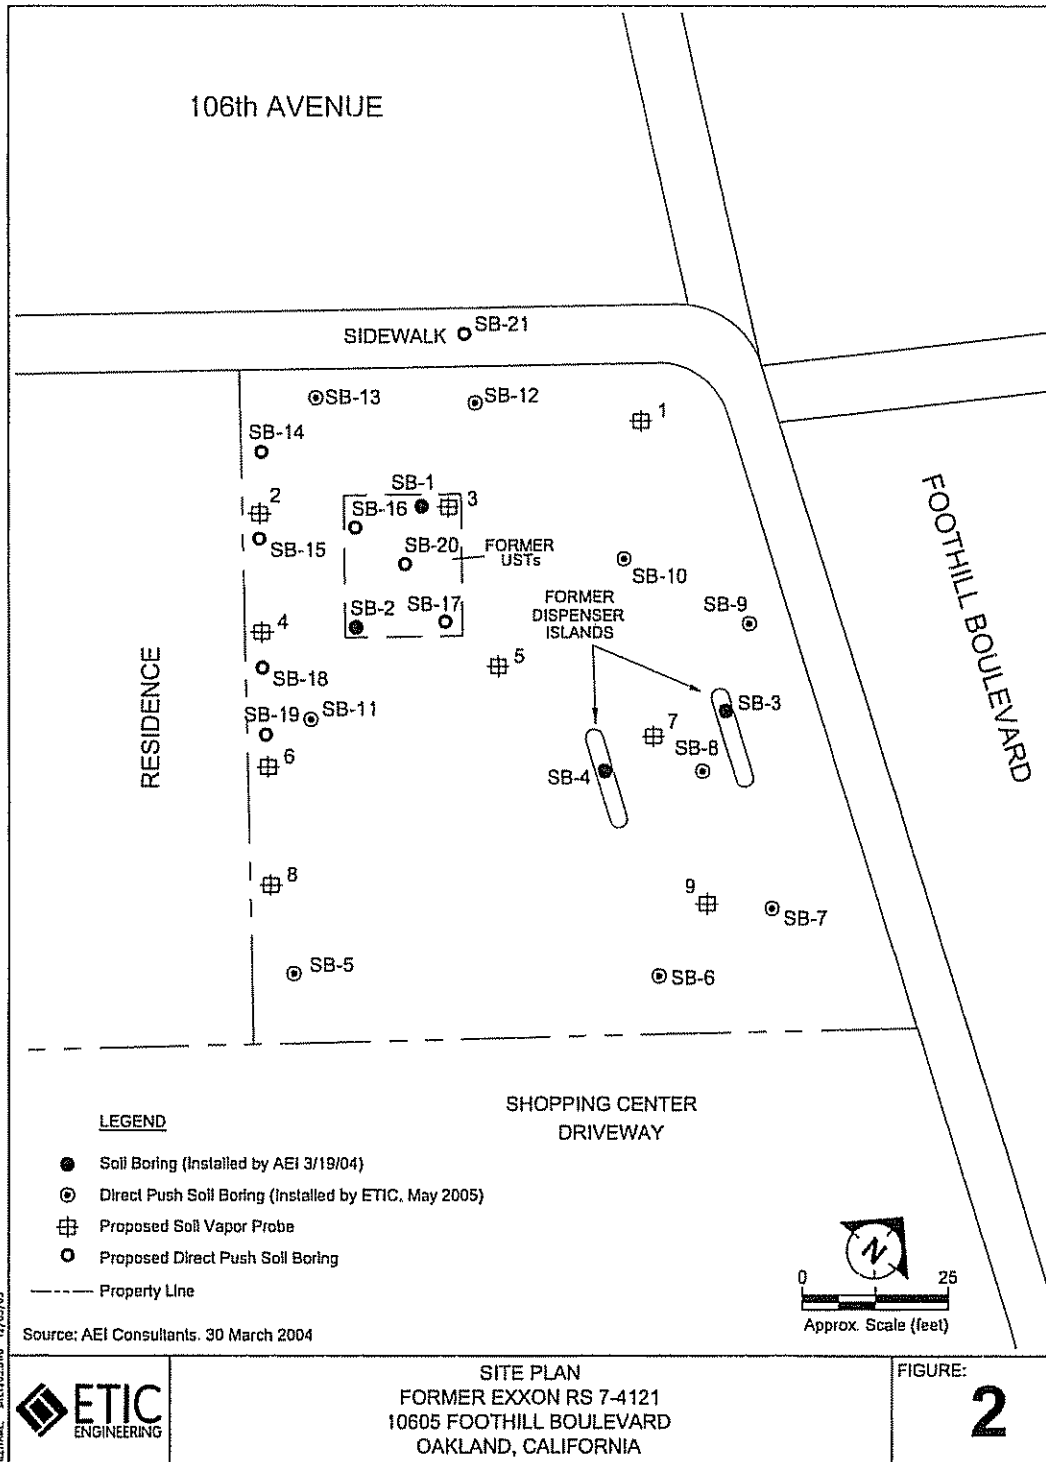 106th AVENUE
SIDEWALK
SB-21
SB-13
SB-12
1
SB-14
SB-1
2
3
SB-16
SB-15
SB-20
FORMER
USTs
SB-10
FORMER
DISPENSER
ISLANDS
SB-9
SB-2
SB-17
4
5
SB-18
SB-19
SB-11
SB-3
7
SB-8
6
SB-4
8
9
SB-7
SB-5
SB-6
RESIDENCE
FOOTHILL BOULEVARD
SHOPPING CENTER
DRIVEWAY
LEGEND
Soil Boring (Installed by AEI 3/19/04)
Direct Push Soil Boring (Installed by ETIC, May 2005)
Proposed Soil Vapor Probe
Proposed Direct Push Soil Boring
Property Line
N
0 25
Approx. Scale (feet)
Source: AEI Consultants. 30 March 2004
ETIC
ENGINEERING
SITE PLAN
FORMER EXXON RS 7-4121
10605 FOOTHILL BOULEVARD
OAKLAND, CALIFORNIA
FIGURE:
2